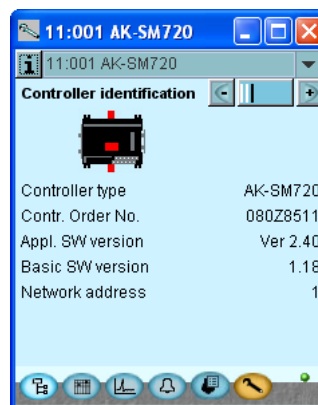 11:001 AK-SM720
11:001 AK-SM720
Controller identification
Controller type AK-SM720
Contr. Order No. 080Z8511
Appl. SW version Ver 2.40
Basic SW version 1.18
Network address 1